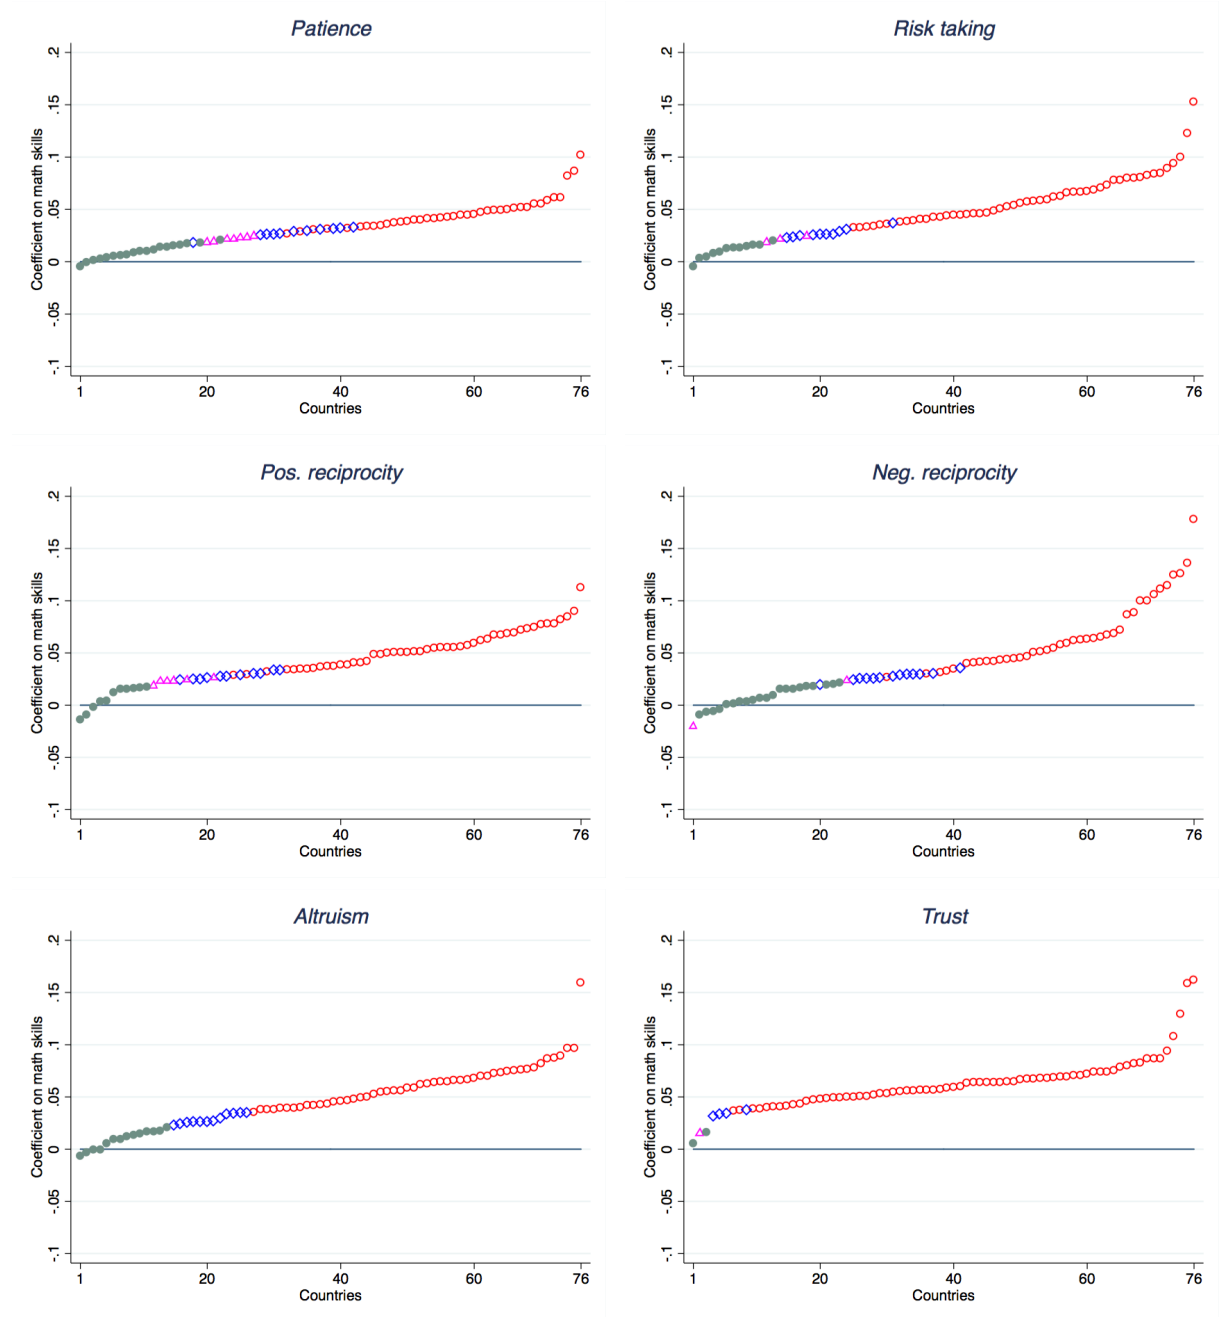 Patience
.2
.15
.1
.05
0
-.05
-.1
Coefficient on math skills
1 20 40 60 76
Countries
Risk taking
.2
.15
.1
.05
0
-.05
-.1
Coefficient on math skills
1 20 40 60 76
Countries
Pos. reciprocity
.2
.15
.1
.05
0
-.05
-.1
Coefficient on math skills
1 20 40 60 76
Countries
Neg. reciprocity
.2
.15
.1
.05
0
-.05
-.1
Coefficient on math skills
1 20 40 60 76
Countries
Altruism
.2
.15
.1
.05
0
-.05
-.1
Coefficient on math skills
1 20 40 60 76
Countries
Trust
.2
.15
.1
.05
0
-.05
-.1
Coefficient on math skills
1 20 40 60 76
Countries